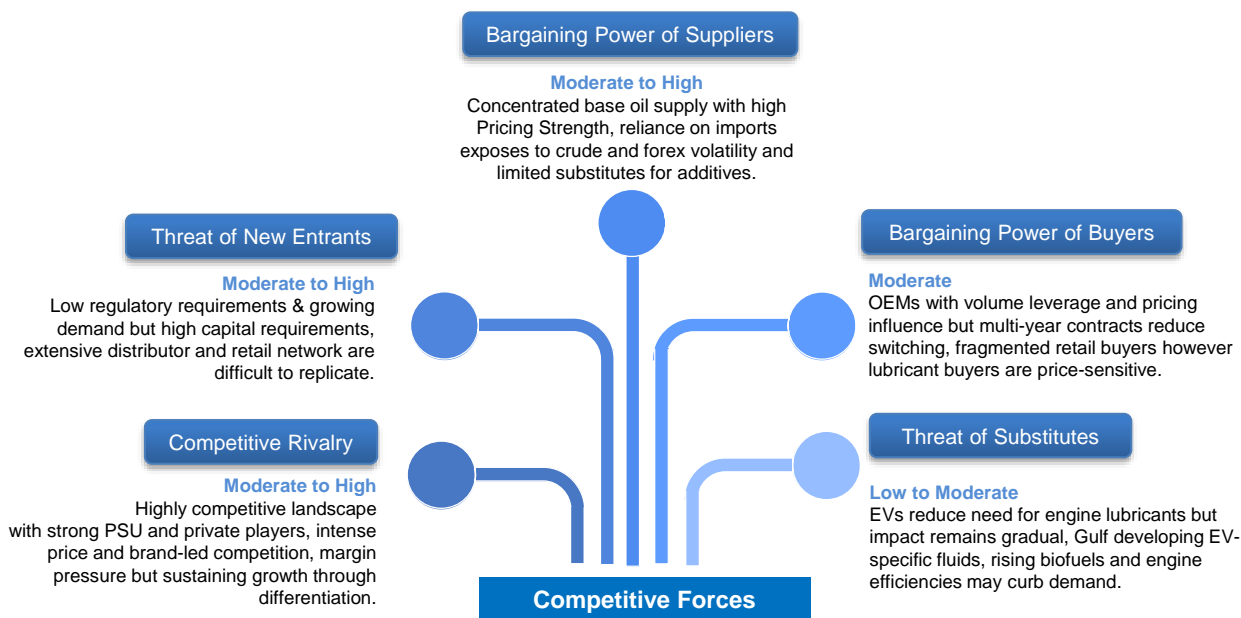 Bargaining Power of Suppliers
Moderate to High
Concentrated base oil supply with high
Pricing Strength, reliance on imports
exposes to crude and forex volatility and
limited substitutes for additives.
Threat of New Entrants
Moderate to High
Low regulatory requirements & growing
demand but high capital requirements,
extensive distributor and retail network are
difficult to replicate.
Bargaining Power of Buyers
Moderate
OEMs with volume leverage and pricing
influence but multi-year contracts reduce
switching, fragmented retail buyers however
lubricant buyers are price-sensitive.
Competitive Rivalry
Moderate to High
Highly competitive landscape
with strong PSU and private players, intense
price and brand-led competition, margin
pressure but sustaining growth through
differentiation.
Threat of Substitutes
Low to Moderate
EVs reduce need for engine lubricants but
impact remains gradual, Gulf developing EV-
specific fluids, rising biofuels and engine
efficiencies may curb demand.
Competitive Forces